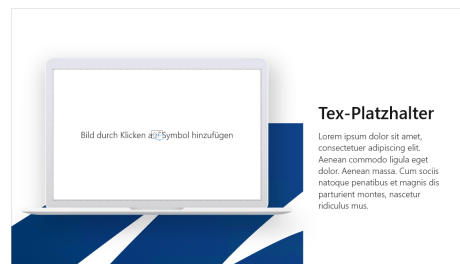 Bild durch Klicken auf Symbol hinzufügen
Tex-Platzhalter
Lorem ipsum dolor sit amet,
consectetuer adipiscing elit.
Aenean commodo ligula eget
dolor. Aenean massa. Cum sociis
natoque penatibus et magnis dis
parturient montes, nascetur
ridiculus mus.